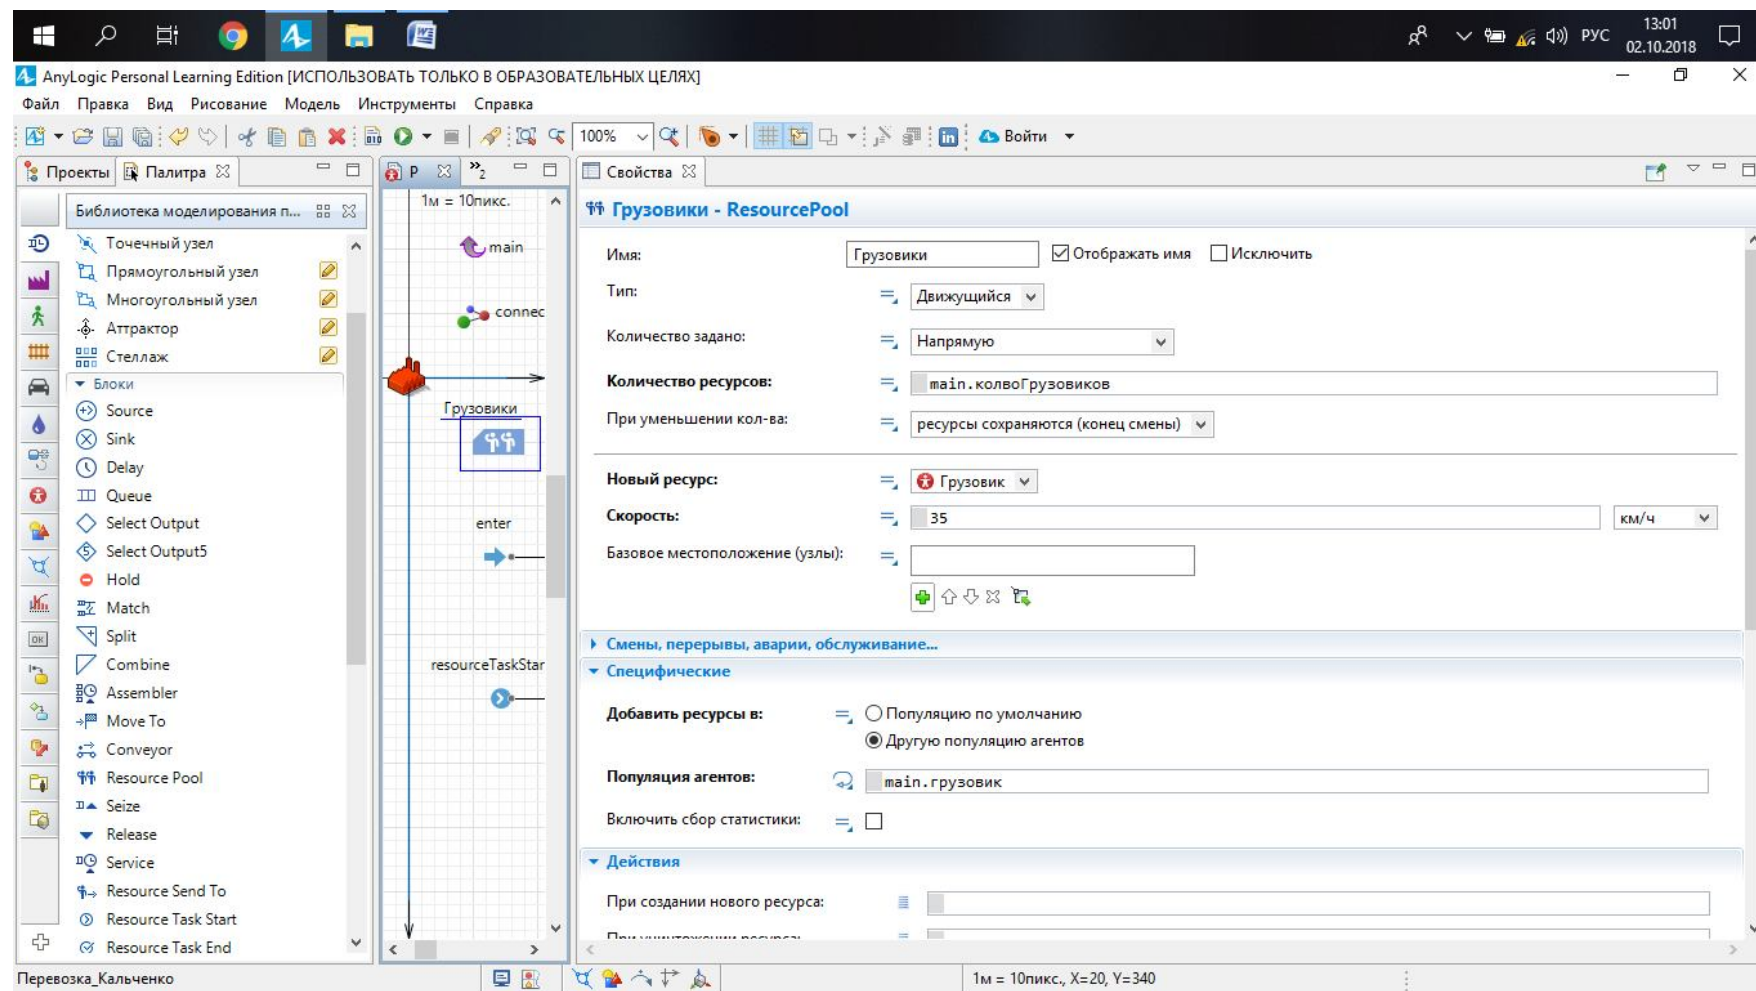 13:01
РУС
02.10.2018
AnyLogic Personal Learning Edition [ИСПОЛЬЗОВАТЬ ТОЛЬКО В ОБРАЗОВАТЕЛЬНЫХ ЦЕЛЯХ]
Файл Правка Вид Рисование Модель Инструменты Справка
100% Войти
Проекты Палитра
P »2
Свойства
Библиотека моделирования п...
Точечный узел
Прямоугольный узел
Многоугольный узел
Аттрактор
Стеллаж
Блоки
Source
Sink
Delay
Queue
Select Output
Select Output5
Hold
Match
Split
Combine
Assembler
Move To
Conveyor
Resource Pool
Seize
Release
Service
Resource Send To
Resource Task Start
Resource Task End
OK
1м = 10пикс.
main
connec
Грузовики
enter
resourceTaskStar
Грузовики - ResourcePool
Имя: Грузовики Отображать имя Исключить
Тип: Движущийся
Количество задано: Напрямую
Количество ресурсов: main.колвоГрузовиков
При уменьшении кол-ва: ресурсы сохраняются (конец смены)
Новый ресурс: Грузовик
Скорость: 35 км/ч
Базовое местоположение (узлы):
Смены, перерывы, аварии, обслуживание...
Специфические
Добавить ресурсы в: Популяцию по умолчанию
Другую популяцию агентов
Популяция агентов: main.грузовик
Включить сбор статистики:
Действия
При создании нового ресурса:
При уничтожении ресурса:
Перевозка_Кальченко
1м = 10пикс., X=20, Y=340